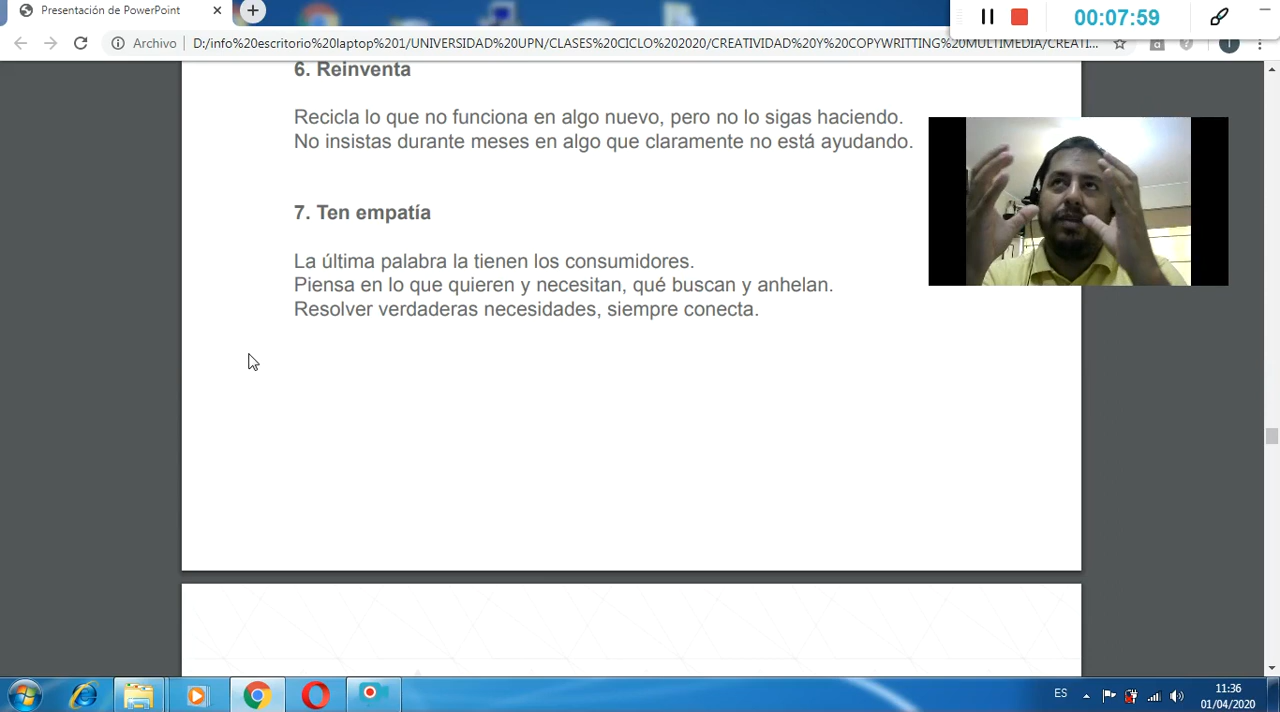 Presentación de PowerPoint
00:07:59
Archivo
D:/info%20escritorio%20laptop%201/UNIVERSIDAD%20UPN/CLASES%20CICLO%202020/CREATIVIDAD%20Y%20COPYWRITTING%20MULTIMEDIA/CREATI...
6. Reinventa
Recicla lo que no funciona en algo nuevo, pero no lo sigas haciendo.
No insistas durante meses en algo que claramente no está ayudando.
7. Ten empatía
La última palabra la tienen los consumidores.
Piensa en lo que quieren y necesitan, qué buscan y anhelan.
Resolver verdaderas necesidades, siempre conecta.
ES
11:36
01/04/2020